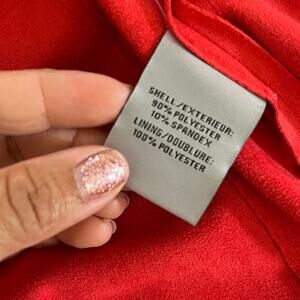 SHELL/EXTERIEUR:
90% POLYESTER
10% SPANDEX
LINING/DOUBLURE:
100% POLYESTER